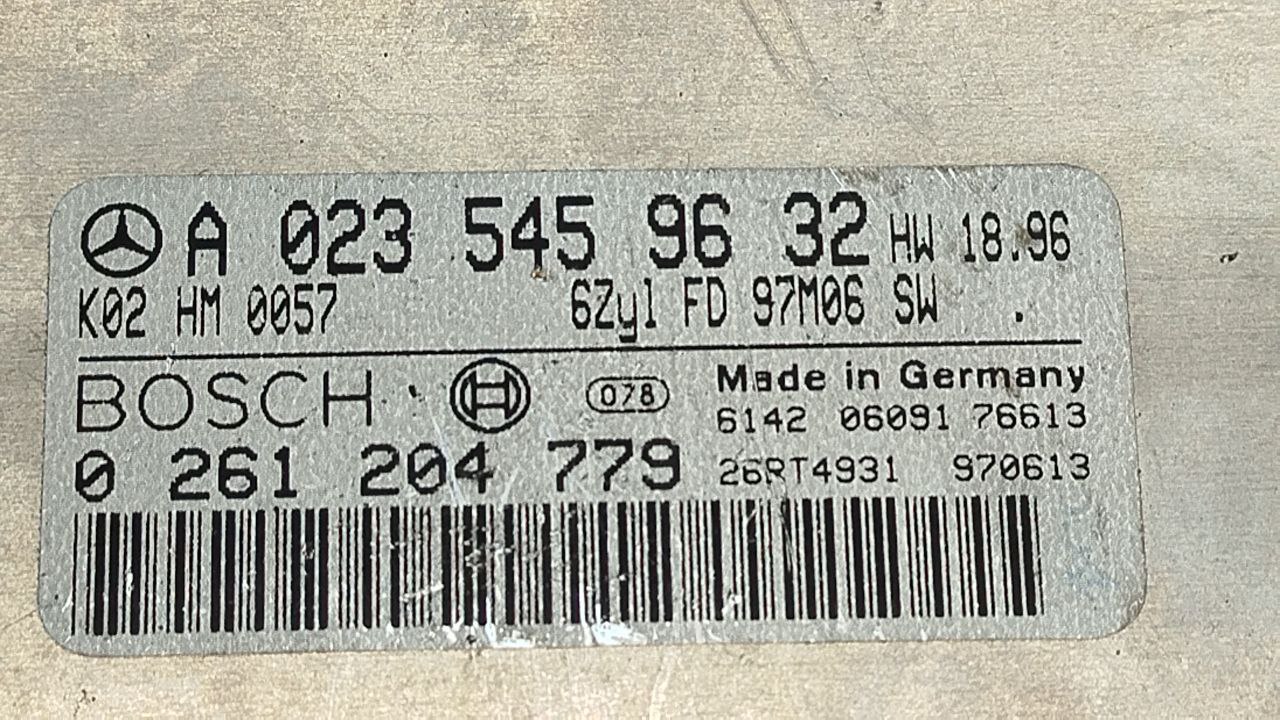 A 023 545 96 32 HW 18.96
K02 HM 0057 6Zyl FD 97M06 SW .
BOSCH 078 Made in Germany
6142 06091 76613
0 261 204 779 26RT4931 970613